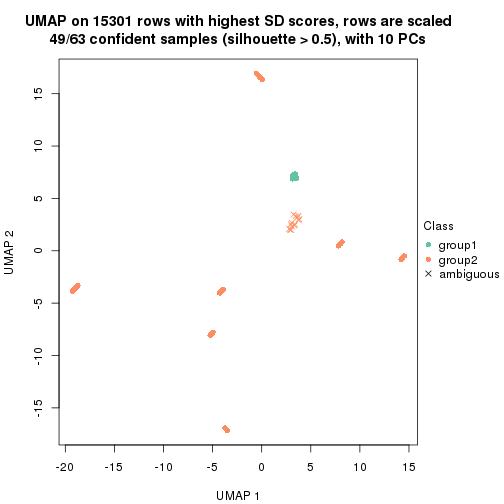 UMAP on 15301 rows with highest SD scores, rows are scaled
49/63 confident samples (silhouette > 0.5), with 10 PCs
15
10
5
0
-5
-10
-15
UMAP 2
-20
-15
-10
-5
0
5
10
15
UMAP 1
Class
group1
group2
ambiguous